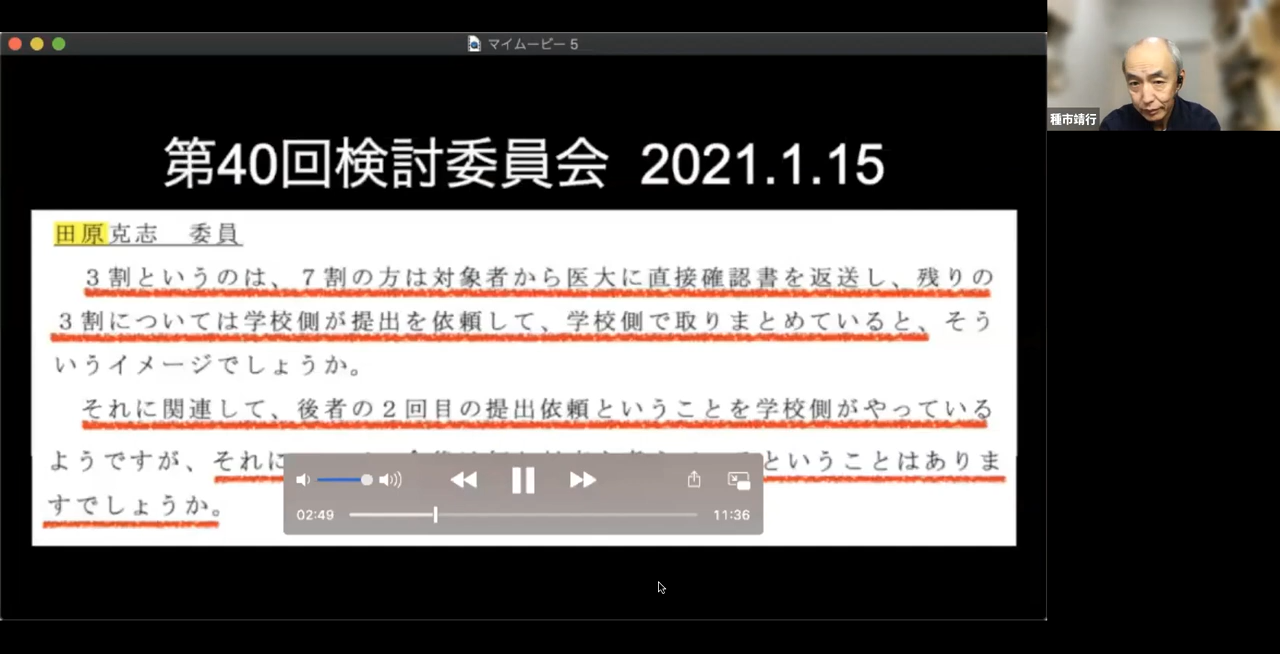 マイムービー 5
種市靖行
第40回検討委員会 2021.1.15
田原克志 委員
3割というのは、7割の方は対象者から医大に直接確認書を返送し、残りの
3割については学校側が提出を依頼して、学校側で取りまとめていると、そう
いうイメージでしょうか。
それに関連して、後者の2回目の提出依頼ということを学校側がやっている
ようですが、それに ということはありま
すでしょうか。
02:49
11:36